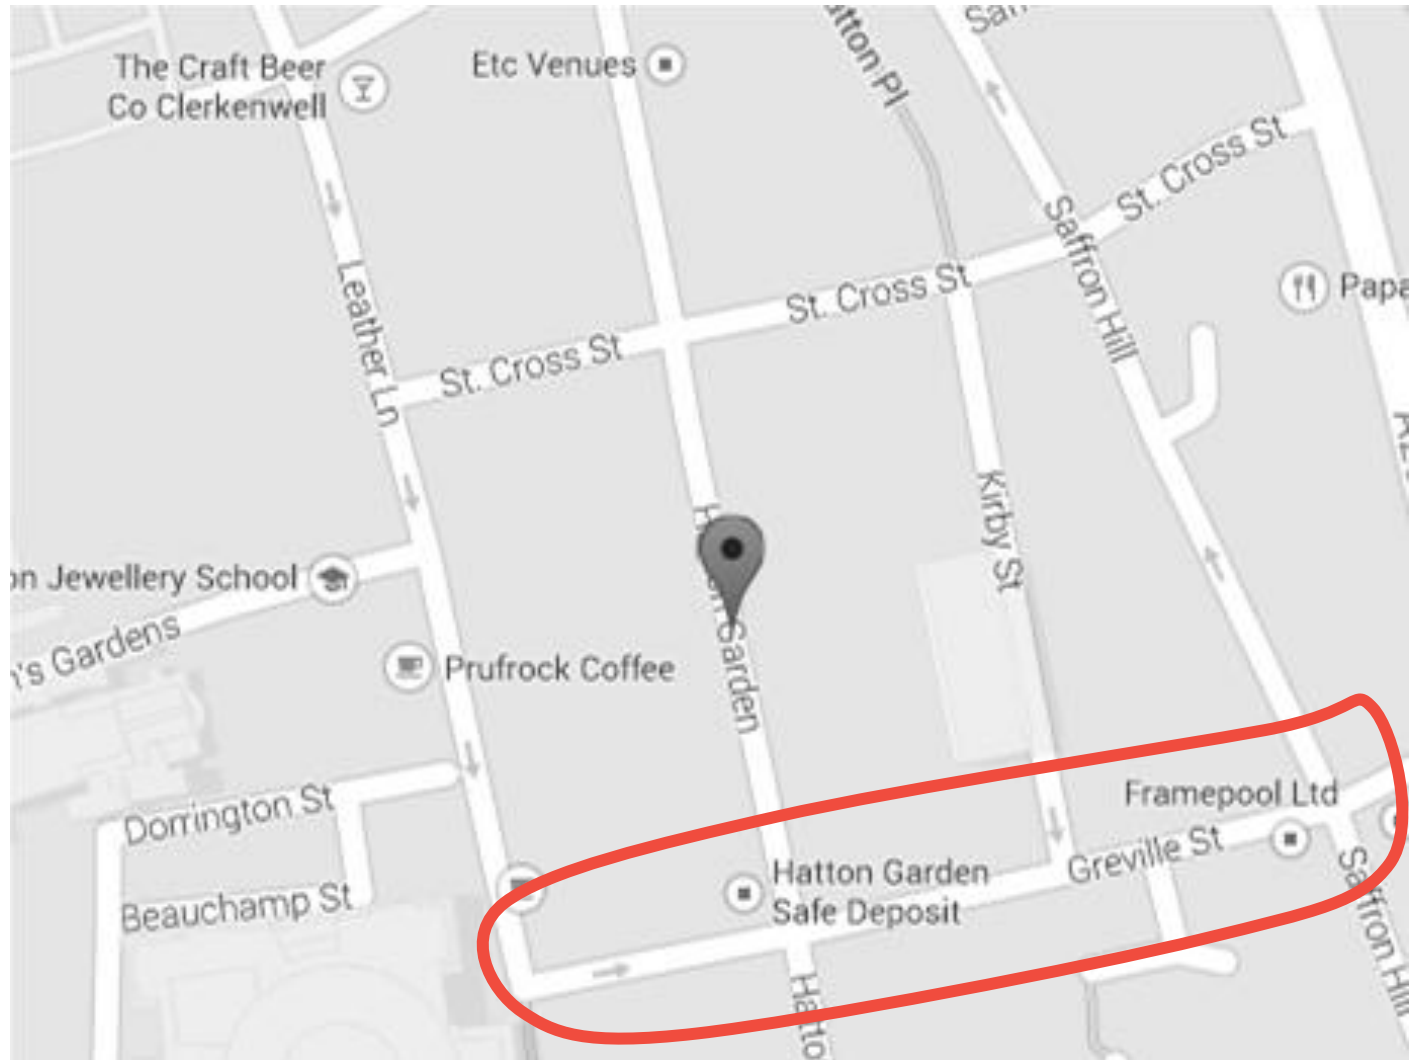 The Craft Beer
Co Clerkenwell
Etc Venues
St. Cross St
St. Cross St
St. Cross St
Saffron Hill
Leather Ln
Kirby St
Jewellery School
Gardens
Garden
Prufrock Coffee
Dorrington St
Beauchamp St
Framepool Ltd
Greville St
Hatton Garden
Safe Deposit
Saffron Hill